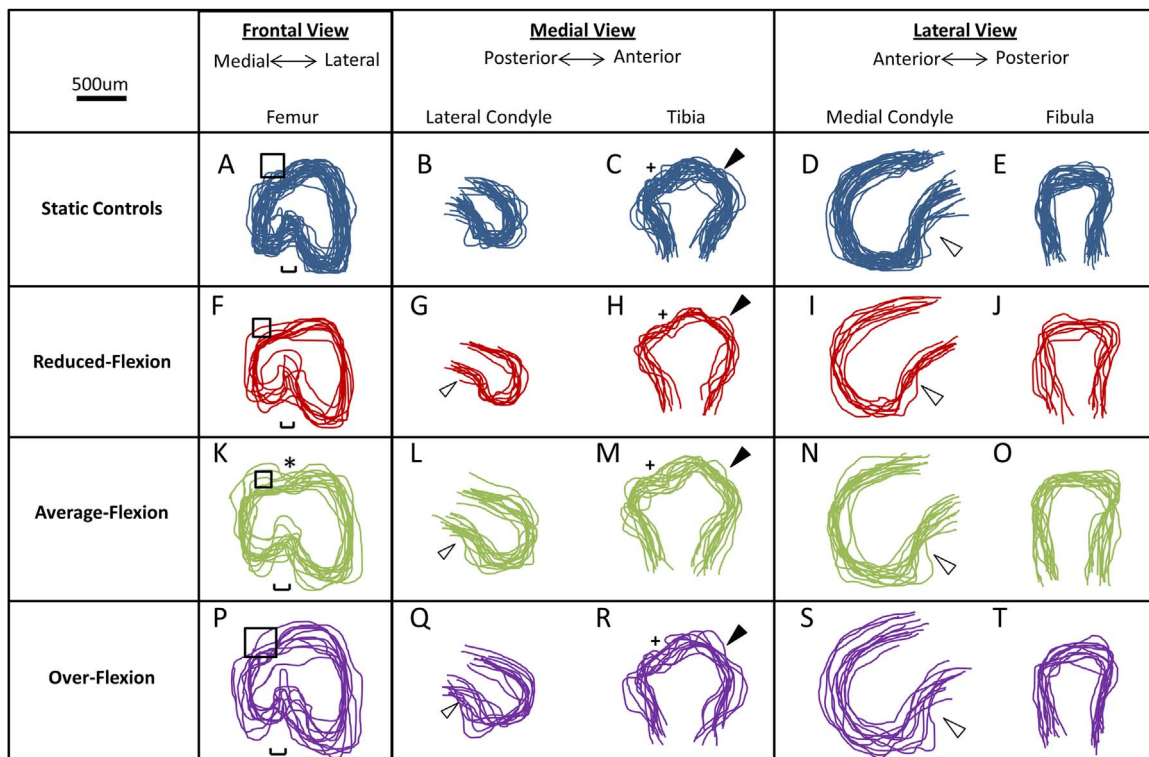 Frontal View
Medial ⟷ Lateral
Femur
Medial View
Posterior ⟷ Anterior
Lateral Condyle Tibia
Lateral View
Anterior ⟷ Posterior
Medial Condyle Fibula
500um
Static Controls
A B C + D E
Reduced-Flexion
F G H + I J
Average-Flexion
K * L M + N O
Over-Flexion
P Q R + S T